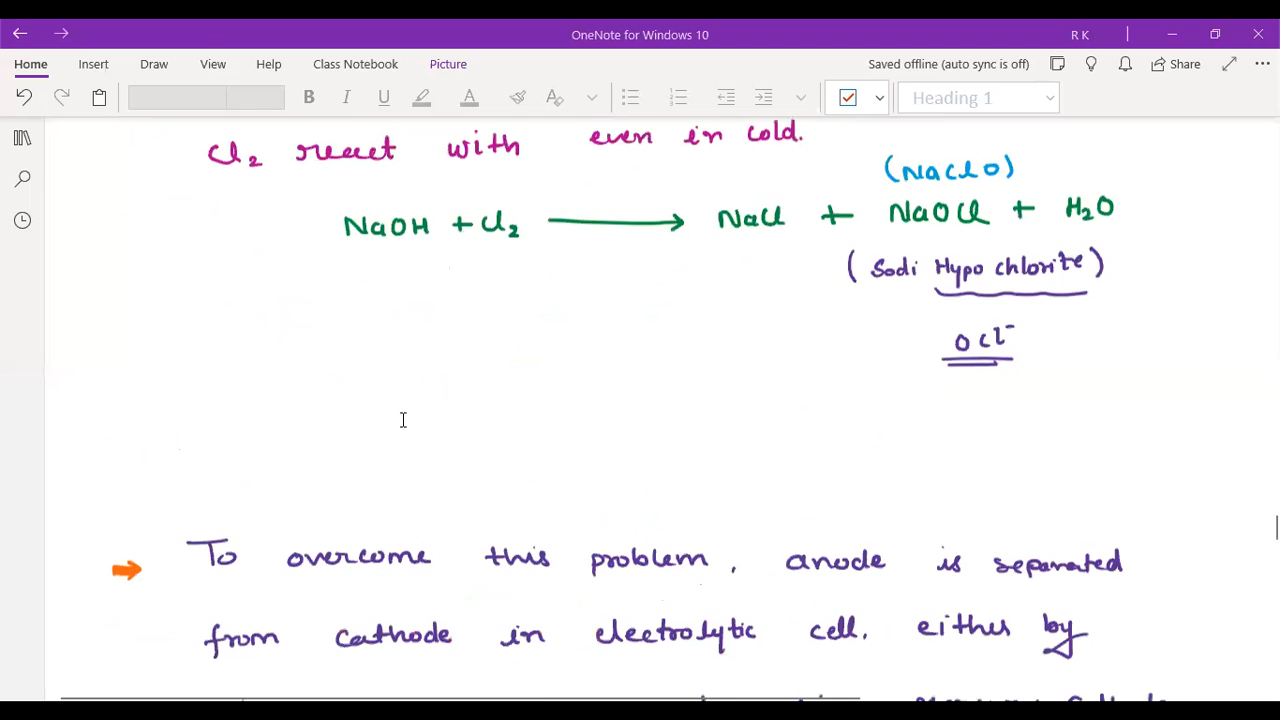 OneNote for Windows 10
R K
Home Insert Draw View Help Class Notebook Picture
Saved offline (auto sync is off)
Share
B I U A
Heading 1
Cl2 react with even in cold.
(NaClO)
NaOH + Cl2 ⟶ NaCl + NaOCl + H2O
(Sodi Hypo chlorite)
OCl⁻
To overcome this problem, anode is separated
from cathode in electrolytic cell. either by